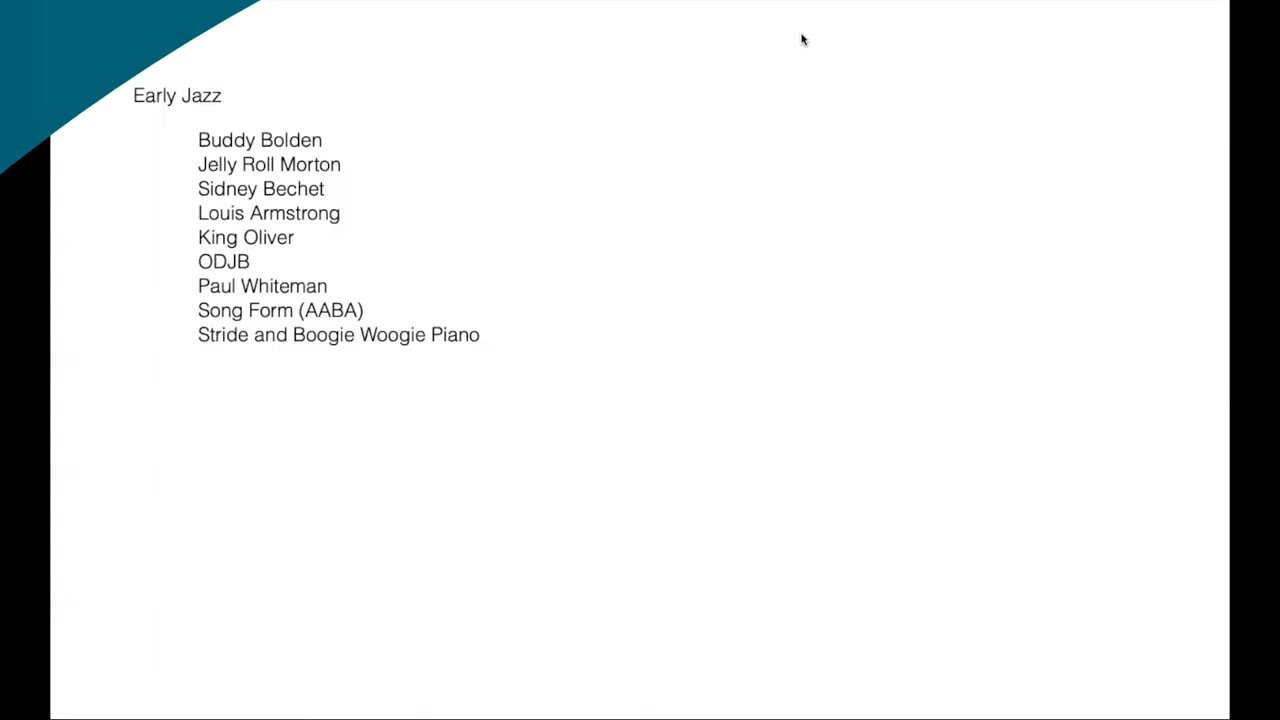 Early Jazz
Buddy Bolden
Jelly Roll Morton
Sidney Bechet
Louis Armstrong
King Oliver
ODJB
Paul Whiteman
Song Form (AABA)
Stride and Boogie Woogie Piano